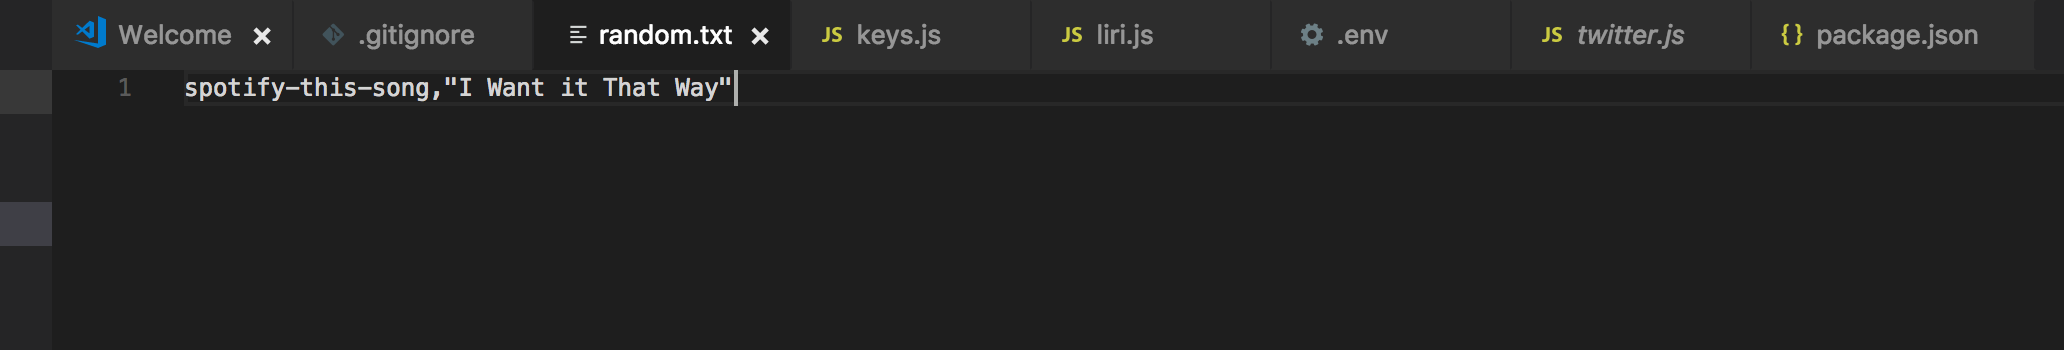 Welcome .gitignore random.txt JS keys.js JS liri.js .env JS twitter.js {} package.json
1 spotify-this-song,"I Want it That Way"